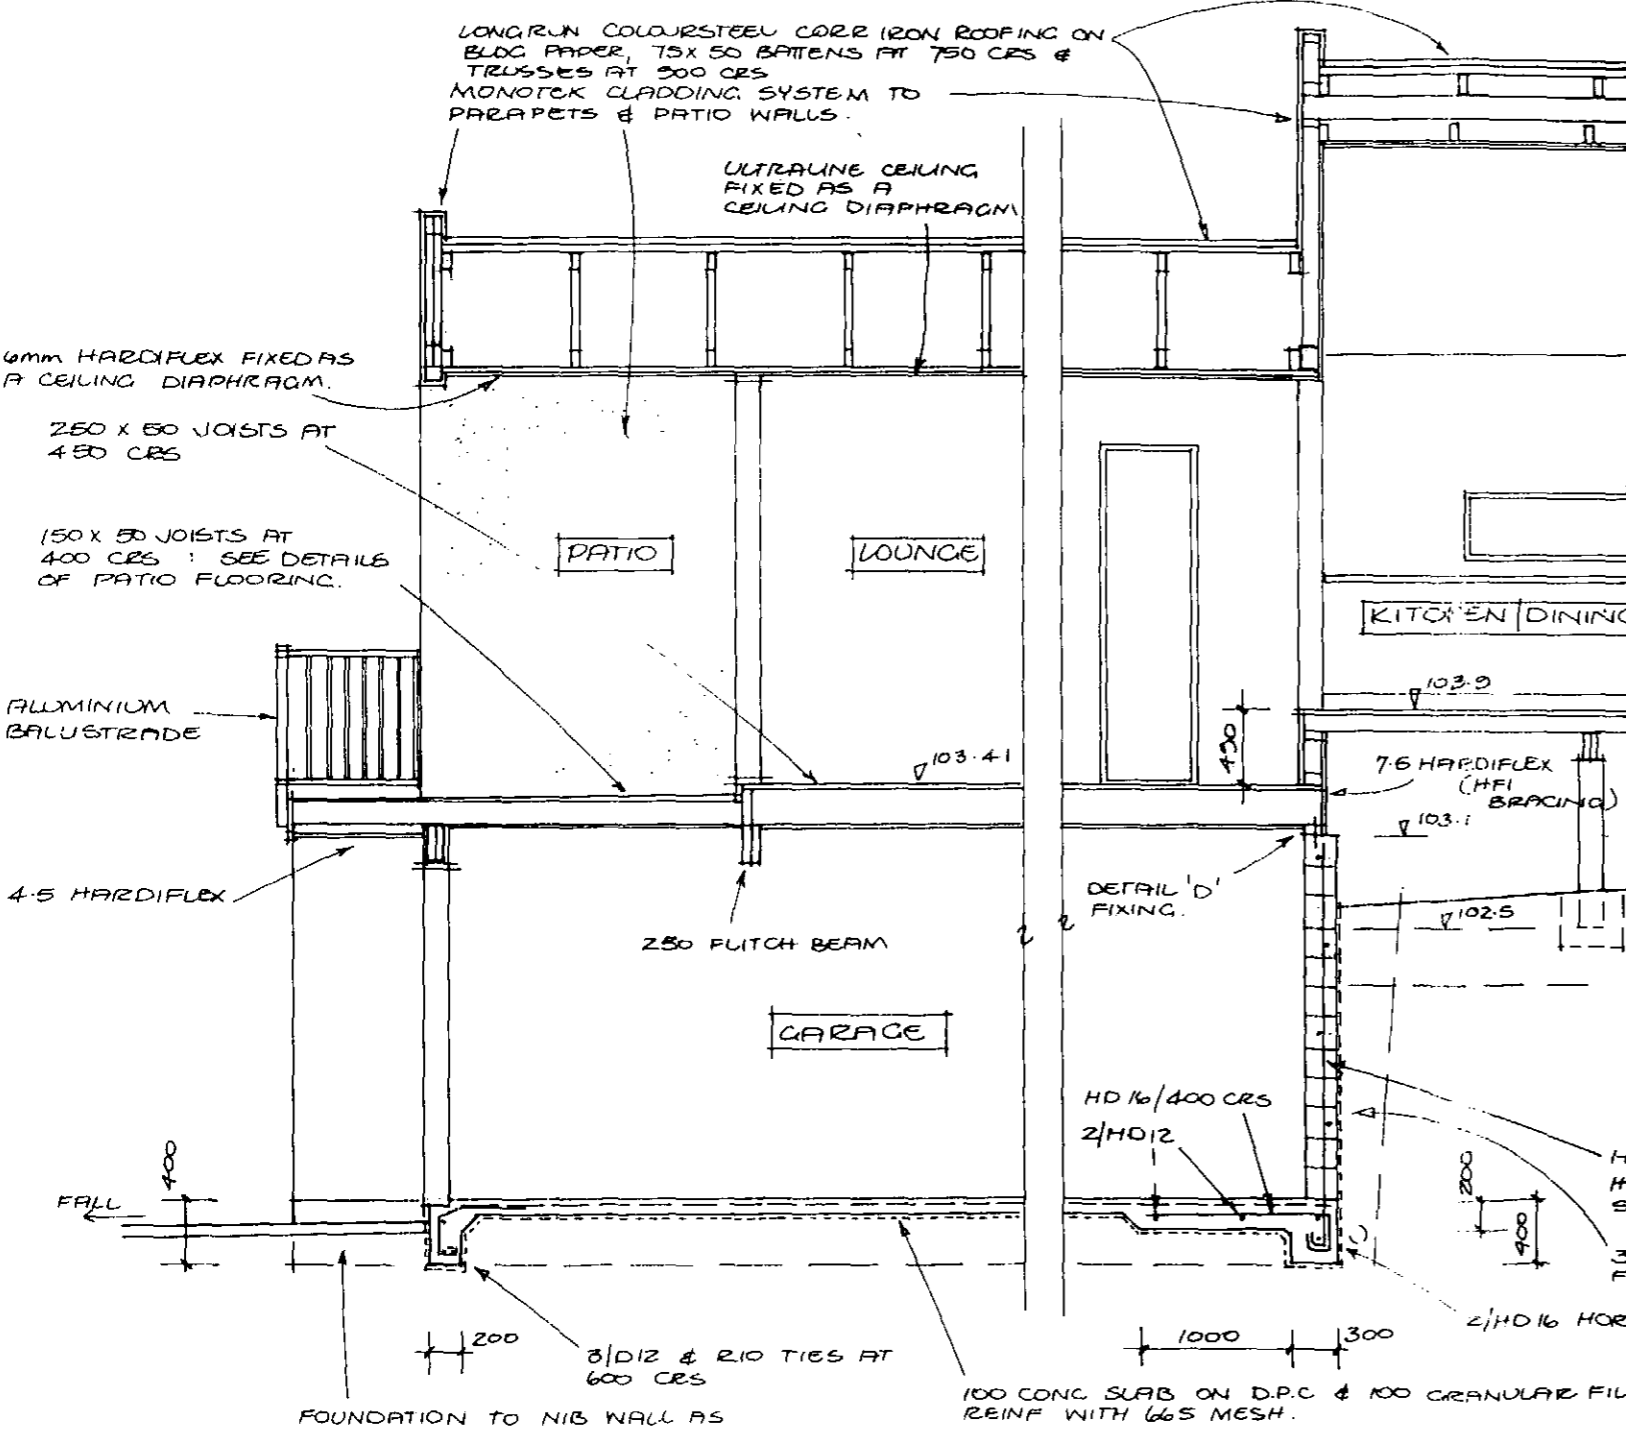 LONGRUN COLOURSTEEL CORR IRON ROOFING ON
BLDG PAPER, 75 X 50 BATTENS AT 750 CRS &
TRUSSES AT 900 CRS
MONOTEK CLADDING SYSTEM TO
PARAPETS & PATIO WALLS.
ULTRALINE CEILING
FIXED AS A
CEILING DIAPHRAGM
6mm HARDIFLEX FIXED AS
A CEILING DIAPHRAGM.
250 X 50 JOISTS AT
450 CRS
150 X 50 JOISTS AT
400 CRS : SEE DETAILS
OF PATIO FLOORING.
PATIO
LOUNGE
KITCHEN/DINING
ALUMINIUM
BALUSTRADE
103.9
490
103.41
7.5 HARDIFLEX
(HFI
BRACING)
103.1
4.5 HARDIFLEX
DETAIL 'D'
FIXING.
102.5
250 FLITCH BEAM
GARAGE
HD 16/400 CRS
2/HD12
400
FALL
200
400
2/HD16 HOR
200
3/D12 & R10 TIES AT
600 CRS
1000
300
100 CONC SLAB ON D.P.C & 100 GRANULAR FIL
REINF WITH 665 MESH.
FOUNDATION TO NIB WALL AS